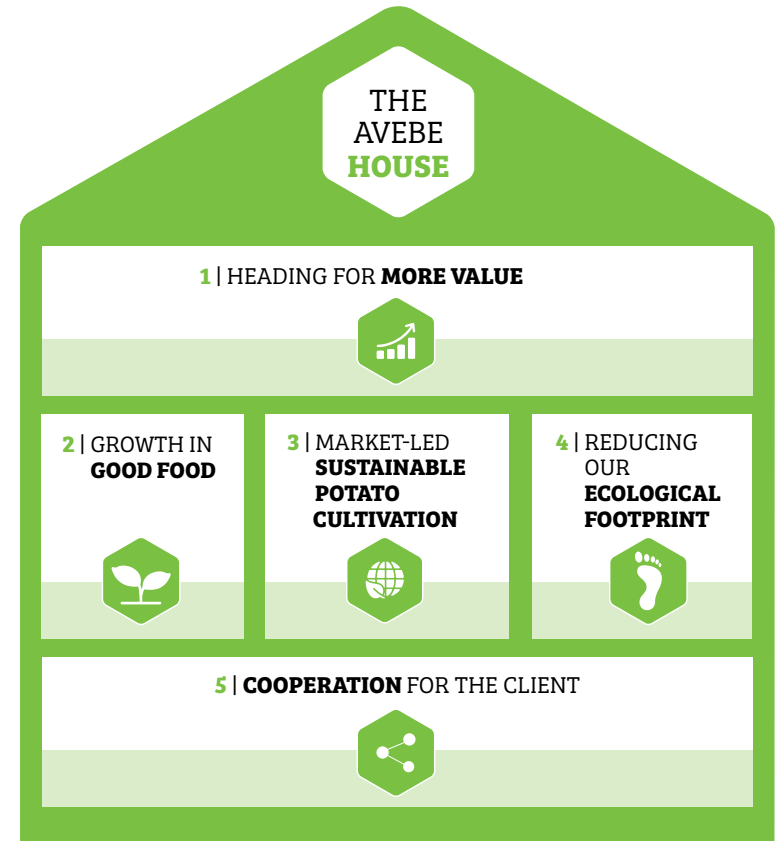 THE
AVEBE
HOUSE
1 | HEADING FOR MORE VALUE
2 | GROWTH IN
GOOD FOOD
3 | MARKET-LED
SUSTAINABLE
POTATO
CULTIVATION
4 | REDUCING
OUR
ECOLOGICAL
FOOTPRINT
5 | COOPERATION FOR THE CLIENT